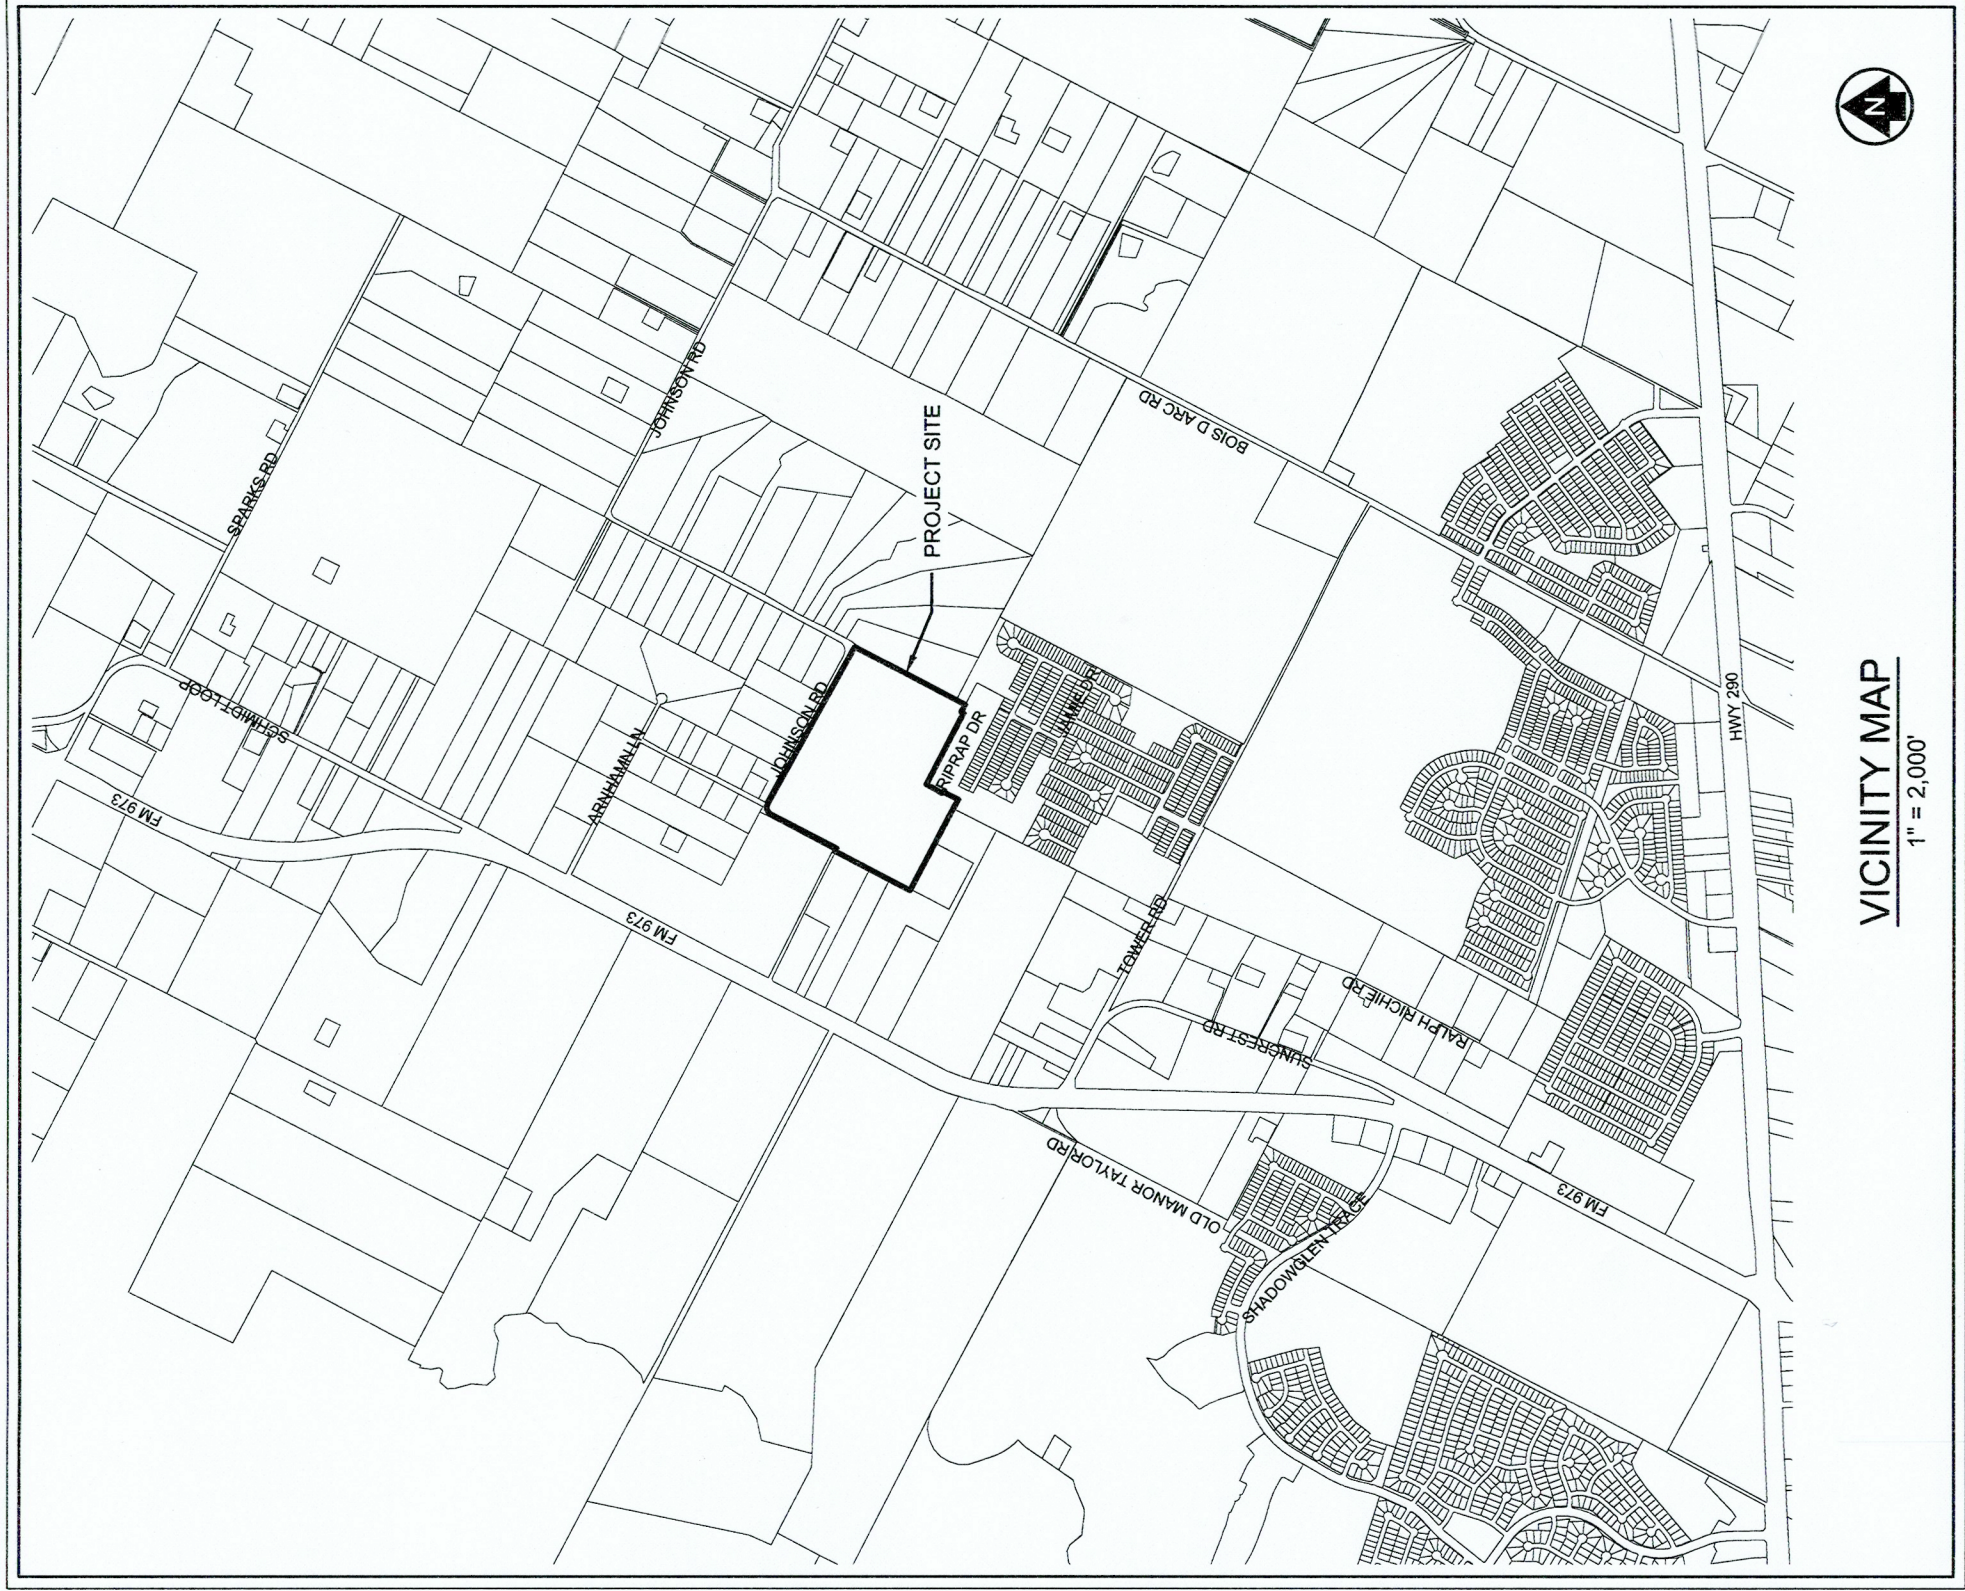 SPARKS RD
JOHNSON RD
PROJECT SITE
BOIS D ARC RD
SCHMIDT LOOP
FM 973
ARNHAMN LN
JOHNSON RD
RIPRAP DR
JAMIE DR
HWY 290
FM 973
TOWER RD
SUNCREST RD
RALPH RICHIE RD
OLD MANOR TAYLOR RD
SHADOWGLEN TRACE
FM 973
N
VICINITY MAP
1" = 2,000'